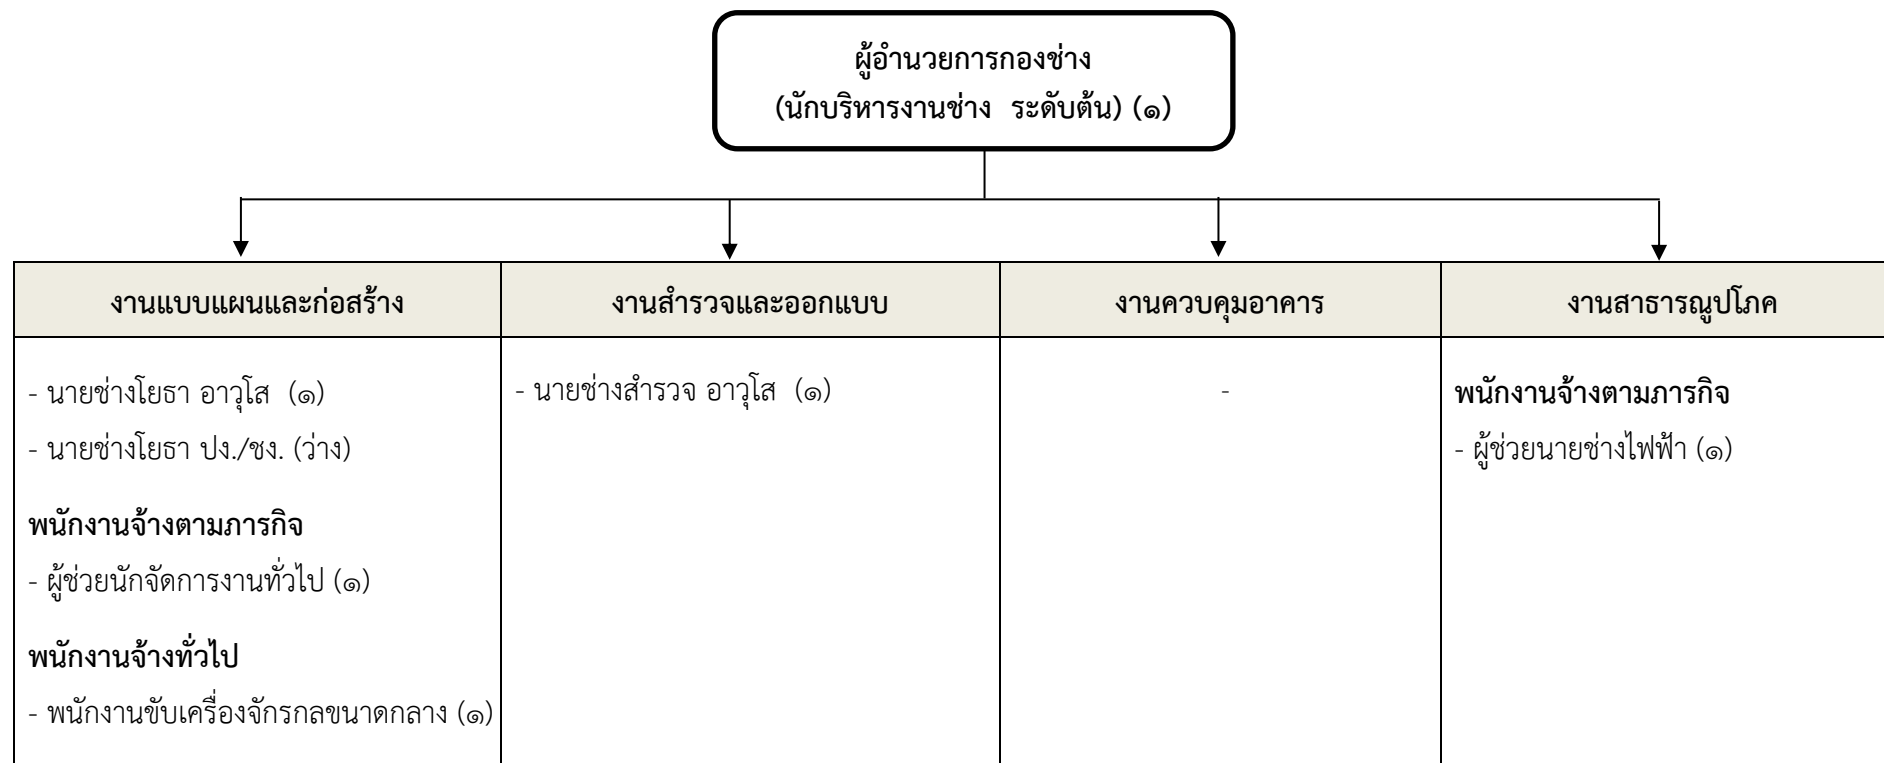 ผู้อำนวยการกองช่าง
(นักบริหารงานช่าง ระดับต้น) (๑)
งานแบบแผนและก่อสร้าง
งานสำรวจและออกแบบ
งานควบคุมอาคาร
งานสาธารณูปโภค
- นายช่างโยธา อาวุโส (๑)
- นายช่างโยธา ปง./ชง. (ว่าง)
พนักงานจ้างตามภารกิจ
- ผู้ช่วยนักจัดการงานทั่วไป (๑)
พนักงานจ้างทั่วไป
- พนักงานขับเครื่องจักรกลขนาดกลาง (๑)
- นายช่างสำรวจ อาวุโส (๑)
-
พนักงานจ้างตามภารกิจ
- ผู้ช่วยนายช่างไฟฟ้า (๑)